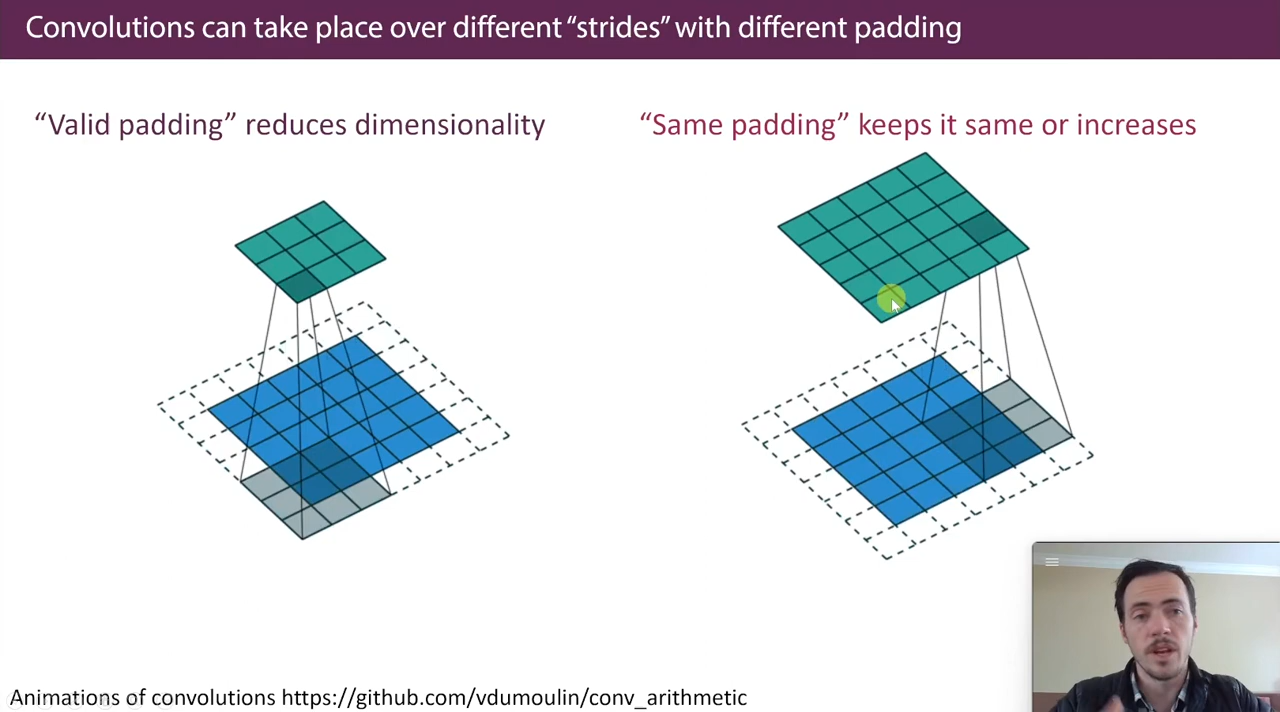 Convolutions can take place over different “strides” with different padding
“Valid padding” reduces dimensionality
“Same padding” keeps it same or increases
Animations of convolutions https://github.com/vdumoulin/conv_arithmetic